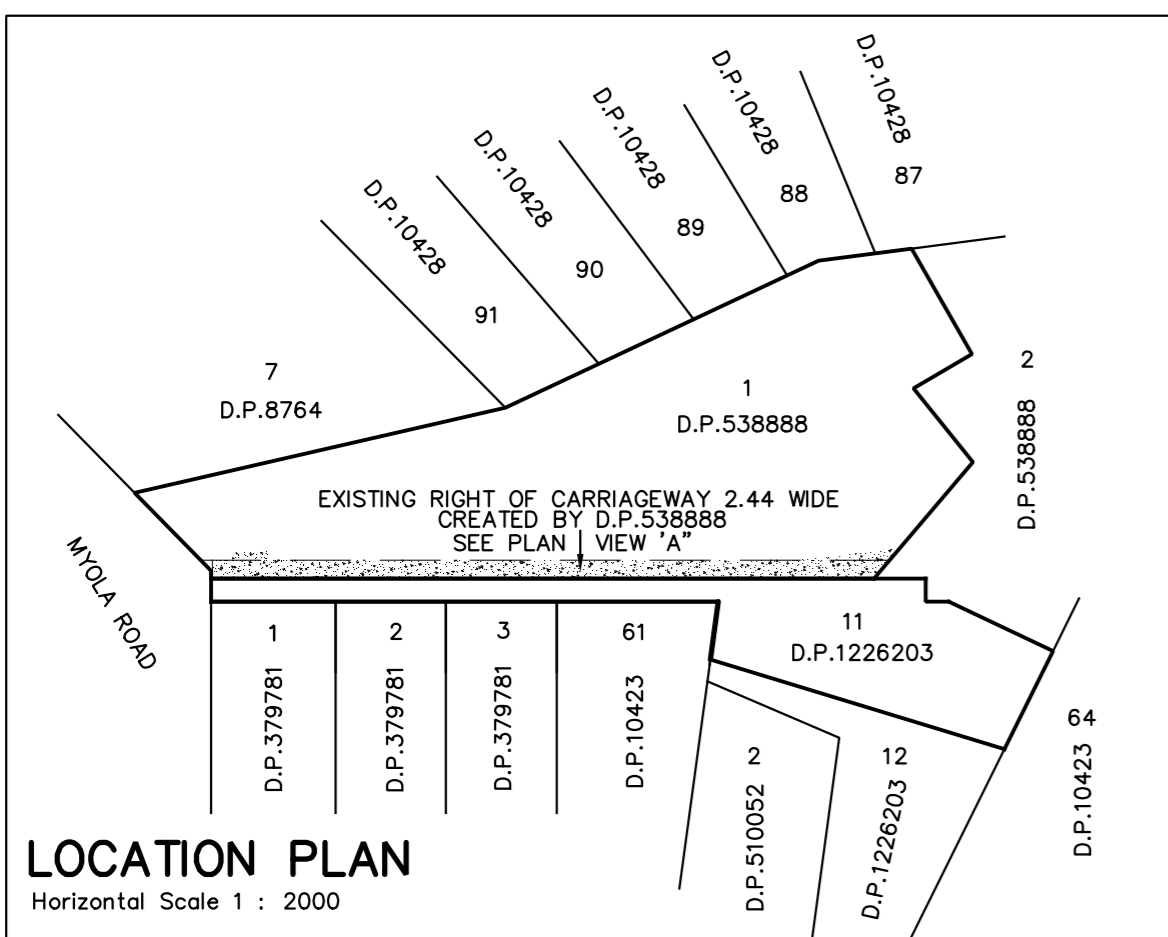 D.P.10428
87
D.P.10428
88
D.P.10428
89
D.P.10428
90
D.P.10428
91
7
D.P.8764
1
D.P.538888
2
D.P.538888
EXISTING RIGHT OF CARRIAGEWAY 2.44 WIDE
CREATED BY D.P.538888
SEE PLAN VIEW 'A"
MYOLA ROAD
1
D.P.379781
2
D.P.379781
3
D.P.379781
61
D.P.10423
11
D.P.1226203
2
D.P.510052
12
D.P.1226203
64
D.P.10423
LOCATION PLAN
Horizontal Scale 1 : 2000